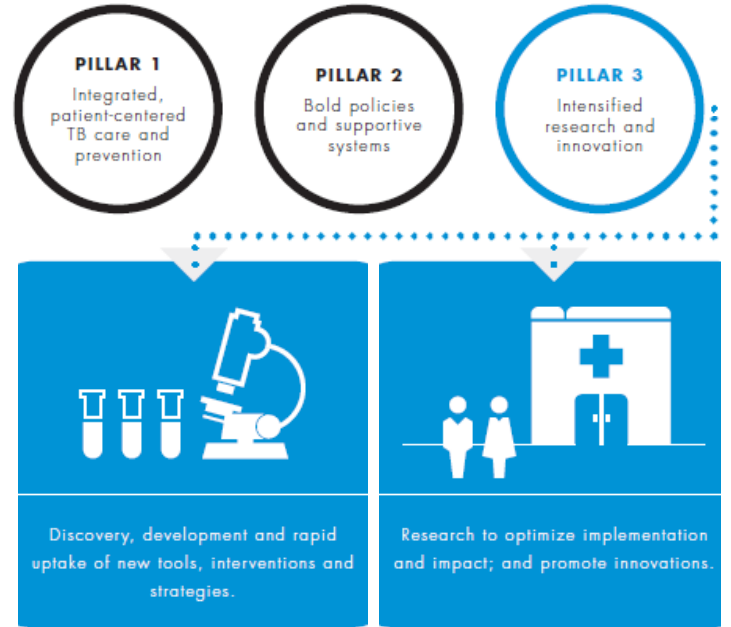 PILLAR 1
Integrated,
patient-centered
TB care and
prevention
PILLAR 2
Bold policies
and supportive
systems
PILLAR 3
Intensified
research and
innovation
Discovery, development and rapid
uptake of new tools, interventions and
strategies.
Research to optimize implementation
and impact; and promote innovations.